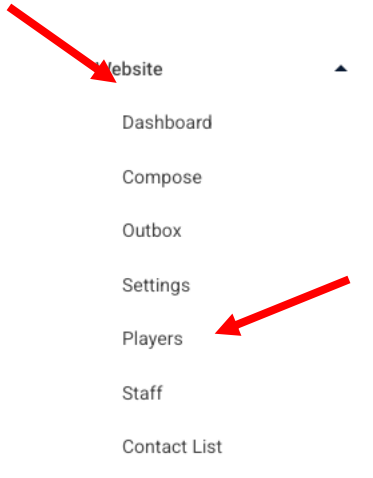 Website
Dashboard
Compose
Outbox
Settings
Players
Staff
Contact List